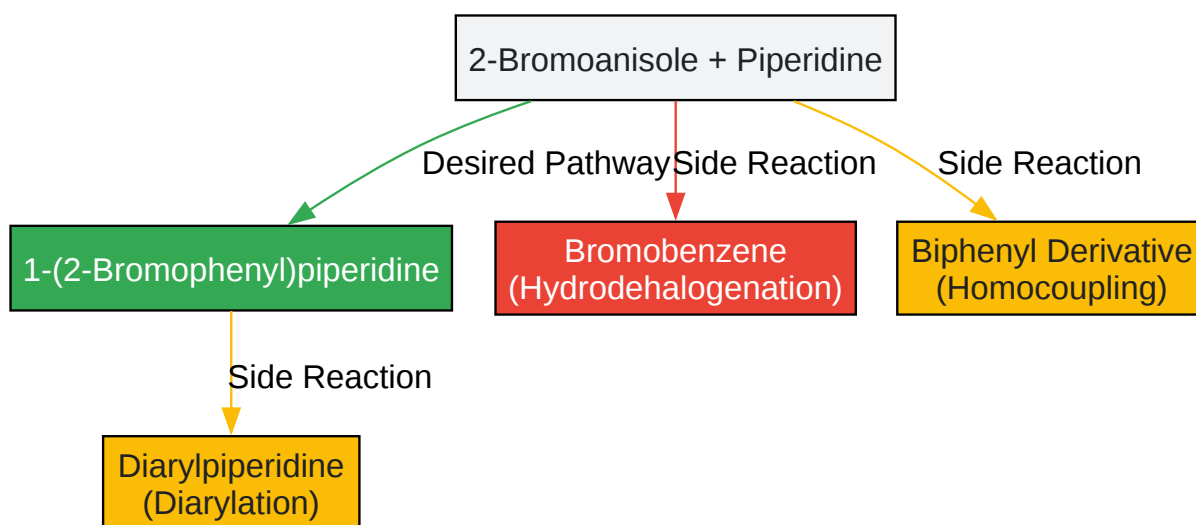 2-Bromoanisole + Piperidine
Desired Pathway
Side Reaction
Side Reaction
1-(2-Bromophenyl)piperidine
Bromobenzene
(Hydrodehalogenation)
Biphenyl Derivative
(Homocoupling)
Side Reaction
Diarylpiperidine
(Diarylation)